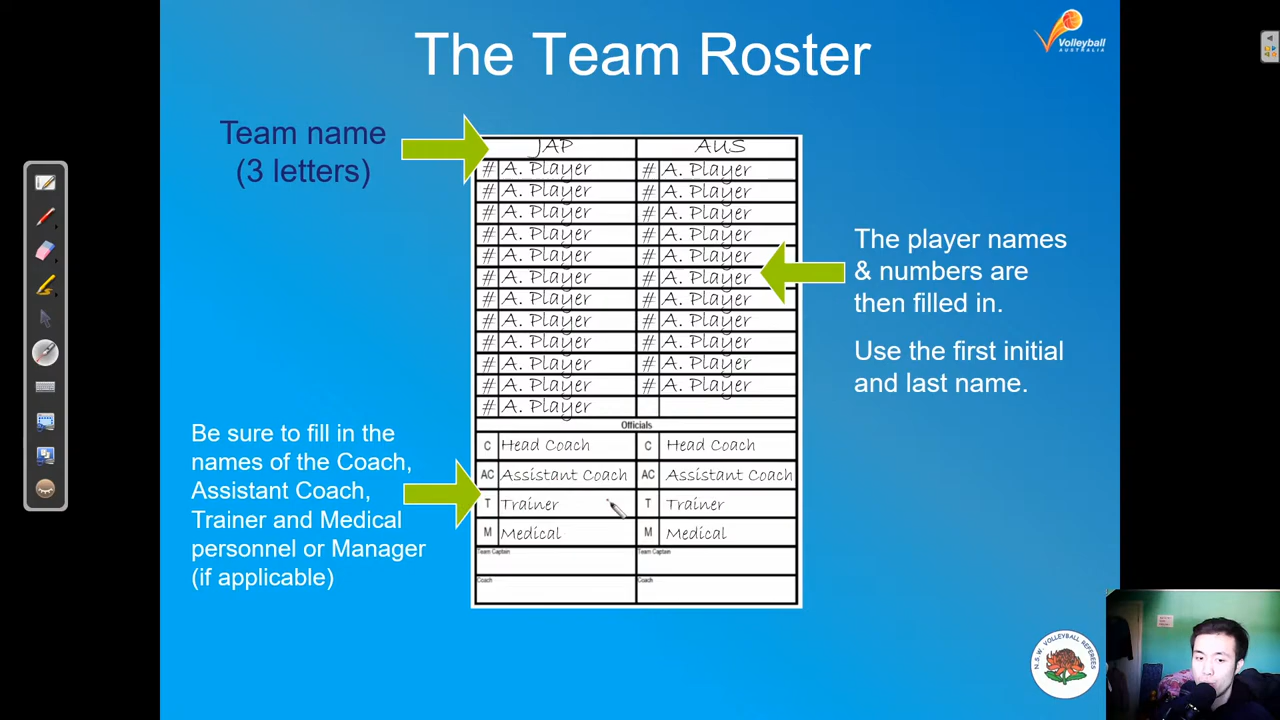 The Team Roster
Volleyball
AUSTRALIA
Team name
(3 letters)
JAP AUS
# A. Player # A. Player
# A. Player # A. Player
# A. Player # A. Player
# A. Player # A. Player
# A. Player # A. Player
# A. Player # A. Player
# A. Player # A. Player
# A. Player # A. Player
# A. Player # A. Player
# A. Player # A. Player
# A. Player # A. Player
# A. Player
Officials
C Head Coach C Head Coach
AC Assistant Coach AC Assistant Coach
T Trainer T Trainer
M Medical M Medical
Team Captain Team Captain
Coach Coach
The player names
& numbers are
then filled in.
Use the first initial
and last name.
Be sure to fill in the
names of the Coach,
Assistant Coach,
Trainer and Medical
personnel or Manager
(if applicable)
N.S.W. VOLLEYBALL REFEREES